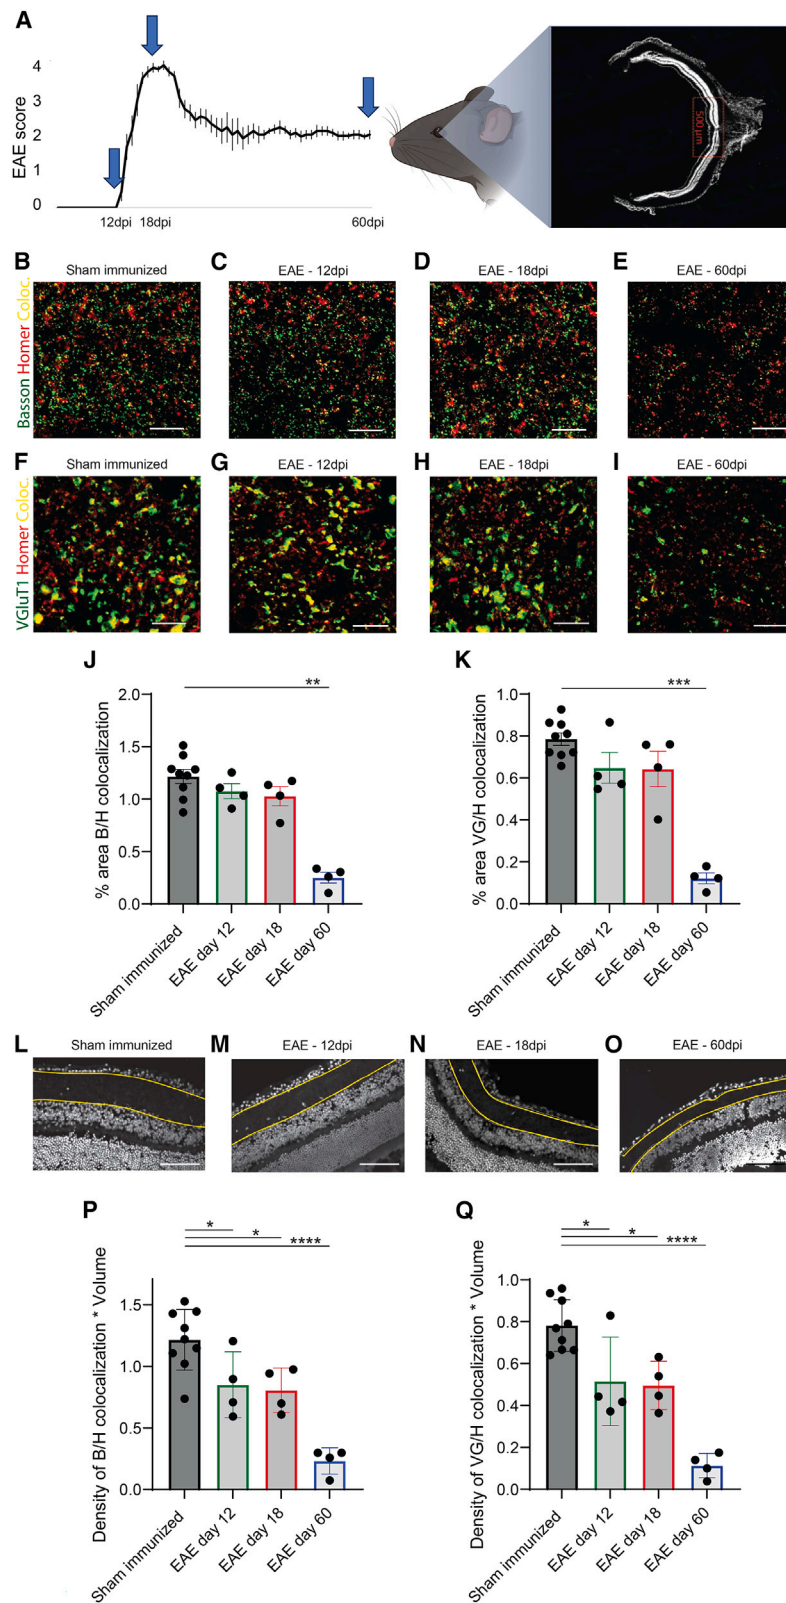 A
EAE score
4
3
2
1
0
12dpi 18dpi 60dpi
500 µm
B Sham immunized C EAE - 12dpi D EAE - 18dpi E EAE - 60dpi
Basson Homer Coloc.
F Sham immunized G EAE - 12dpi H EAE - 18dpi I EAE - 60dpi
VGluT1 Homer Coloc.
J
% area B/H colocalization
2.0
1.5
1.0
0.5
0.0
**
Sham immunized
EAE day 12
EAE day 18
EAE day 60
K
% area VG/H colocalization
1.0
0.8
0.6
0.4
0.2
0.0
***
Sham immunized
EAE day 12
EAE day 18
EAE day 60
L Sham immunized M EAE - 12dpi N EAE - 18dpi O EAE - 60dpi
P
Density of B/H colocalization * Volume
1.5
1.0
0.5
0.0
*
*
****
Sham immunized
EAE day 12
EAE day 18
EAE day 60
Q
Density of VG/H colocalization * Volume
1.0
0.8
0.6
0.4
0.2
0.0
*
*
****
Sham immunized
EAE day 12
EAE day 18
EAE day 60